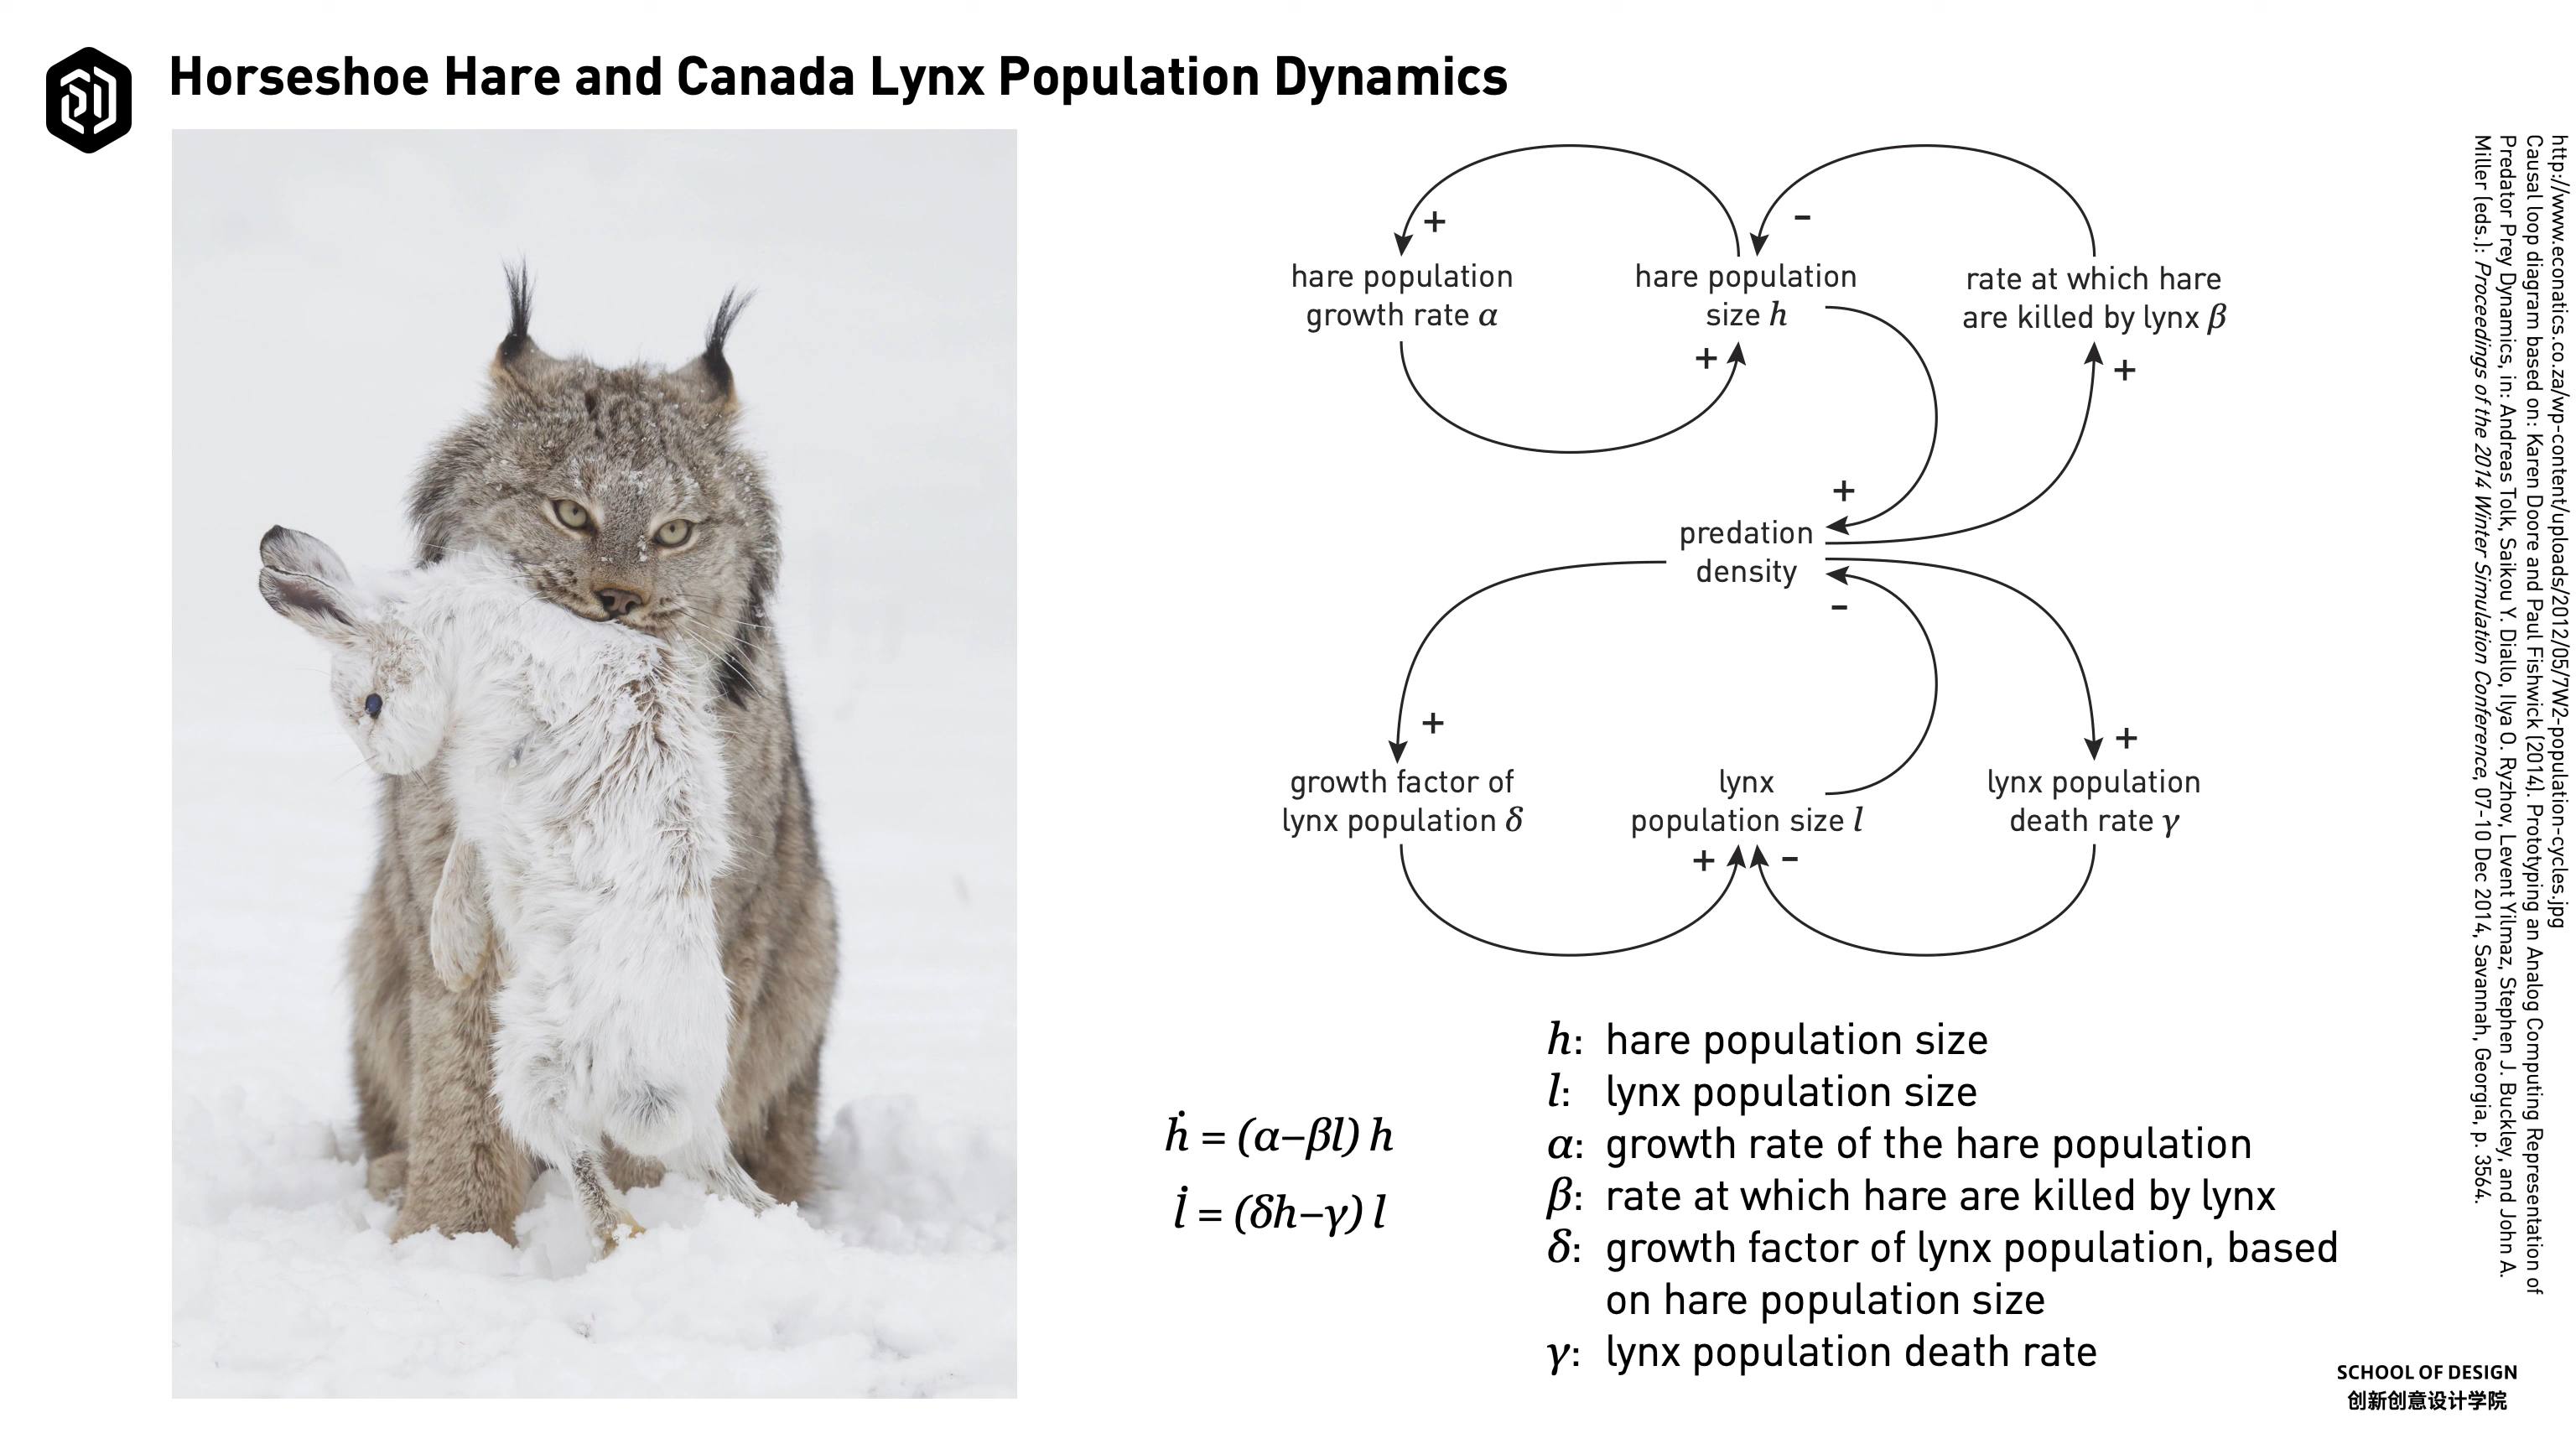 Horseshoe Hare and Canada Lynx Population Dynamics
+
−
hare population
growth rate α
hare population
size h
rate at which hare
are killed by lynx β
+
+
+
predation
density
−
+
+
growth factor of
lynx population δ
lynx
population size l
lynx population
death rate γ
+
−
ḣ = (α−βl) h
l̇ = (δh−γ) l
h: hare population size
l: lynx population size
α: growth rate of the hare population
β: rate at which hare are killed by lynx
δ: growth factor of lynx population, based
on hare population size
γ: lynx population death rate
http://www.econatics.co.za/wp-content/uploads/2012/05/7W2-population-cycles.jpg
Causal loop diagram based on: Karen Doore and Paul Fishwick (2014). Prototyping an Analog Computing Representation of
Predator Prey Dynamics, in: Andreas Tolk, Saikou Y. Diallo, Ilya O. Ryzhov, Levent Yilmaz, Stephen J. Buckley, and John A.
Miller (eds.): Proceedings of the 2014 Winter Simulation Conference, 07-10 Dec 2014, Savannah, Georgia, p. 3564.
SCHOOL OF DESIGN
创新创意设计学院